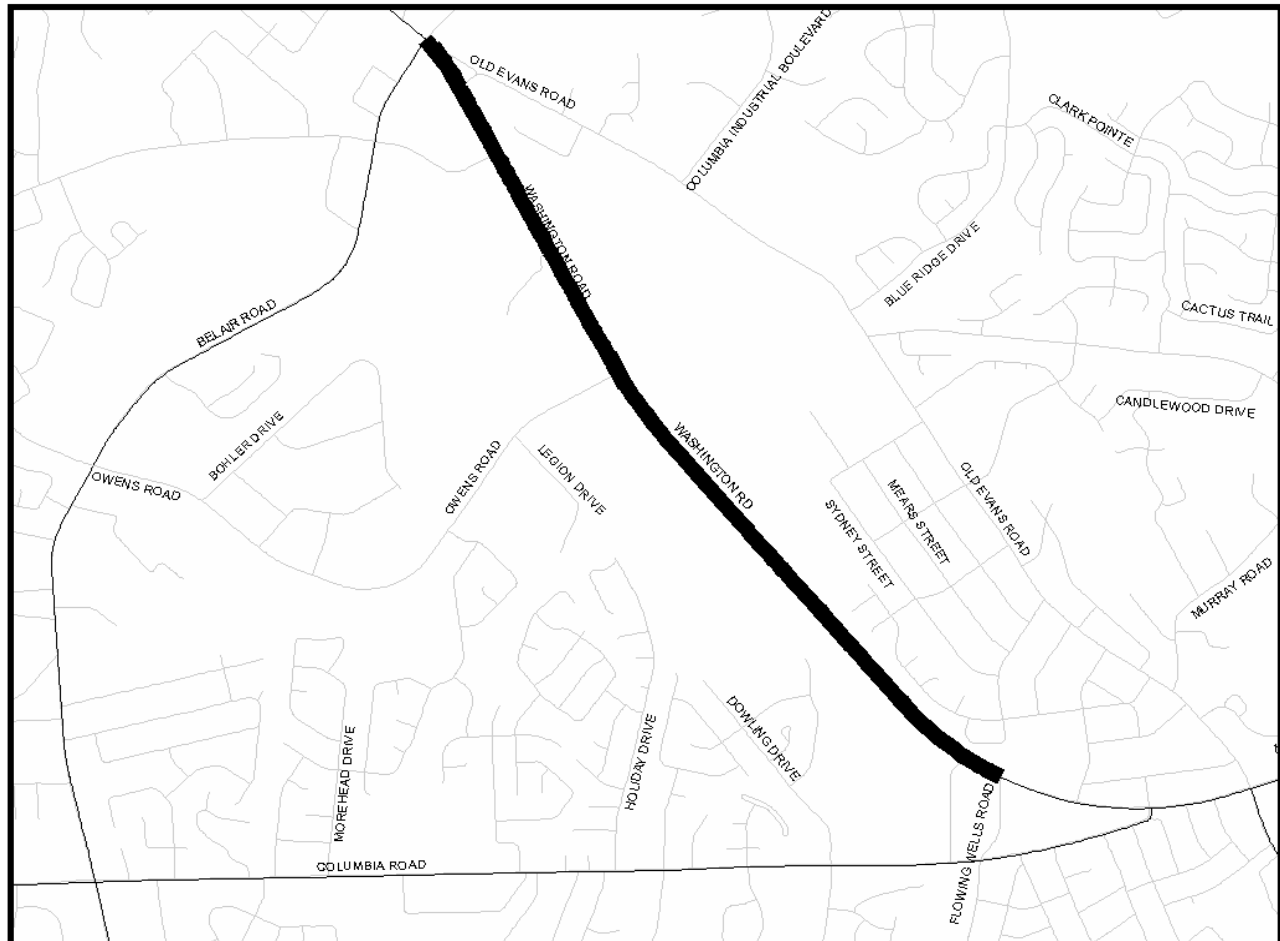 OLD EVANS ROAD
COLUMBIA INDUSTRIAL BOULEVARD
CLARK POINTE
WASHINGTON ROAD
BLUE RIDGE DRIVE
BELAIR ROAD
CACTUS TRAIL
CANDLEWOOD DRIVE
BOHLER DRIVE
OWENS ROAD
OWENS ROAD
LEGION DRIVE
WASHINGTON RD
SYDNEY STREET
MEARS STREET
OLD EVANS ROAD
MURRAY ROAD
MOREHEAD DRIVE
HOLIDAY DRIVE
DOWLING DRIVE
FLOWING WELLS ROAD
COLUMBIA ROAD